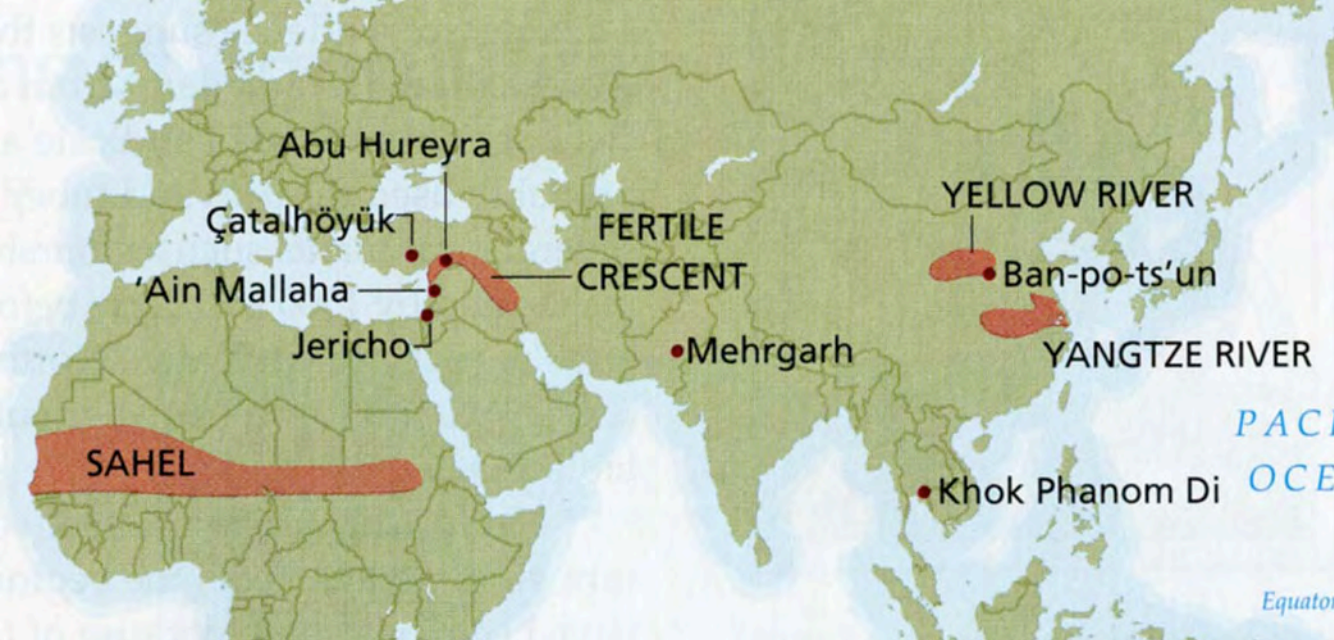 Abu Hureyra
Çatalhöyük
'Ain Mallaha
Jericho
FERTILE
CRESCENT
YELLOW RIVER
Ban-po-ts'un
YANGTZE RIVER
Mehrgarh
SAHEL
Khok Phanom Di
PACI
OCE
Equator